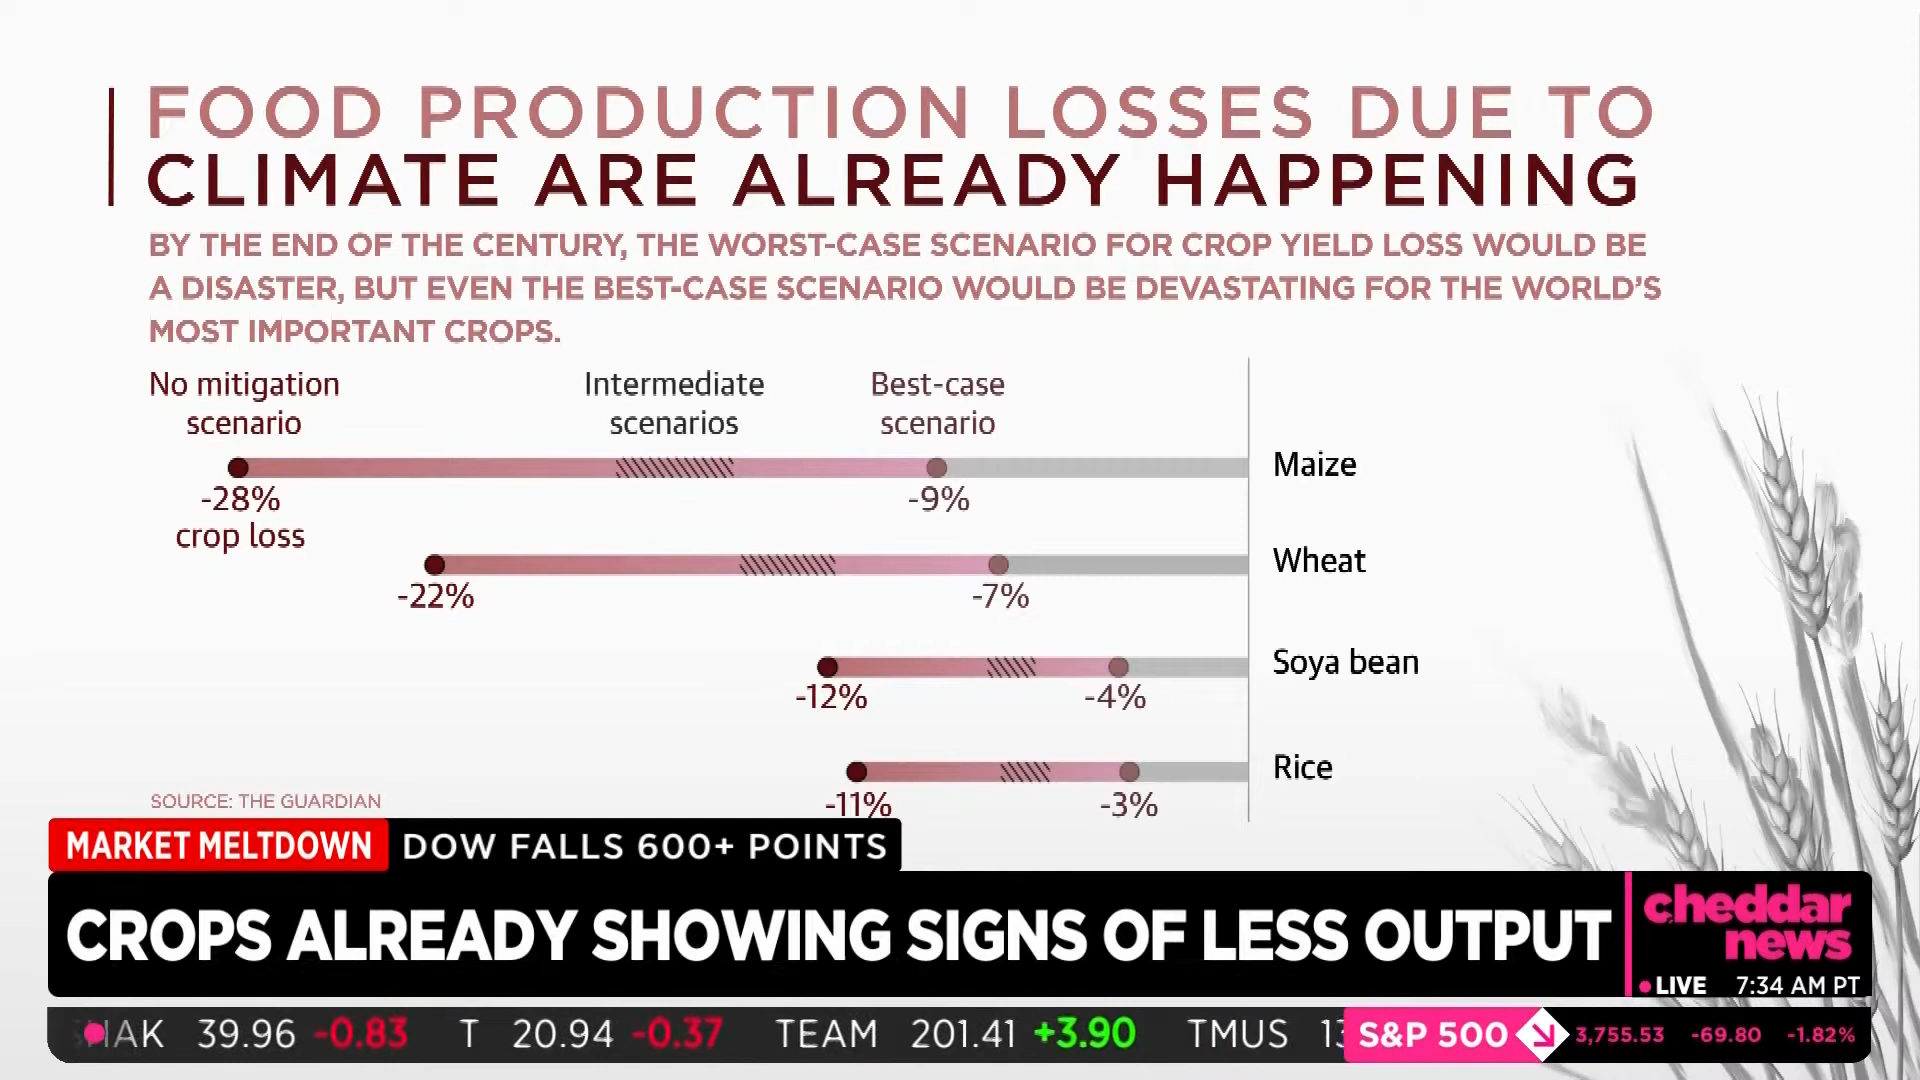 FOOD PRODUCTION LOSSES DUE TO
CLIMATE ARE ALREADY HAPPENING
BY THE END OF THE CENTURY, THE WORST-CASE SCENARIO FOR CROP YIELD LOSS WOULD BE
A DISASTER, BUT EVEN THE BEST-CASE SCENARIO WOULD BE DEVASTATING FOR THE WORLD'S
MOST IMPORTANT CROPS.
No mitigation
scenario
Intermediate
scenarios
Best-case
scenario
Maize
-28%
crop loss
-9%
Wheat
-22%
-7%
Soya bean
-12%
-4%
Rice
-11%
-3%
SOURCE: THE GUARDIAN
MARKET MELTDOWN
DOW FALLS 600+ POINTS
CROPS ALREADY SHOWING SIGNS OF LESS OUTPUT
cheddar
news
LIVE 7:34 AM PT
39.96 -0.83 T 20.94 -0.37 TEAM 201.41 +3.90 TMUS
S&P 500 3,755.53 -69.80 -1.82%